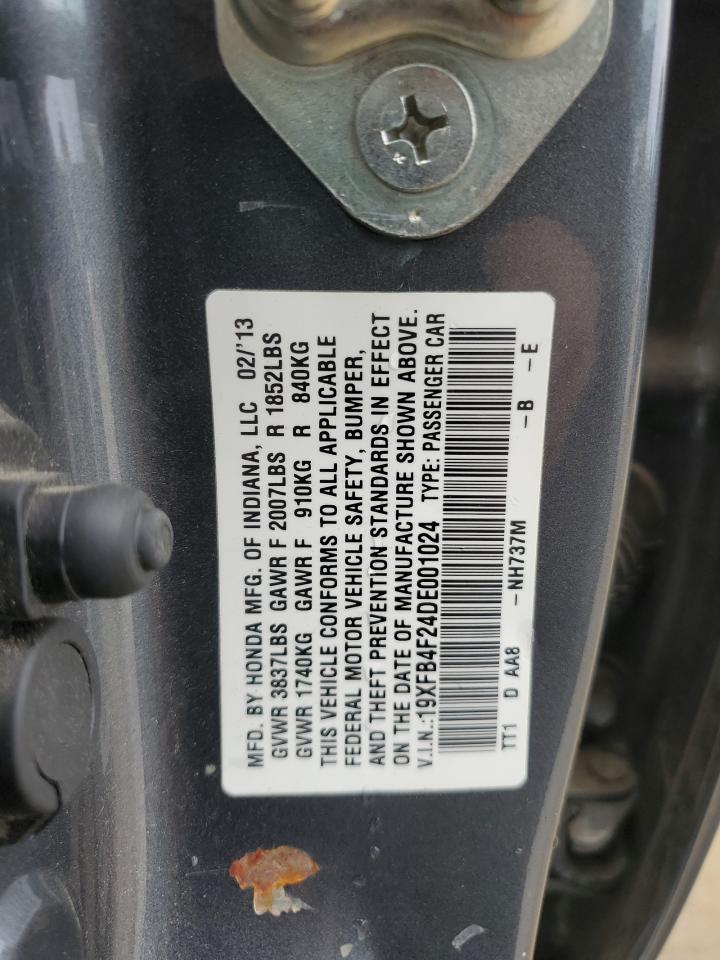 MFD. BY HONDA MFG. OF INDIANA, LLC 02/'13
GVWR 3837LBS GAWR F 2007LBS R 1852LBS
GVWR 1740KG GAWR F 910KG R 840KG
THIS VEHICLE CONFORMS TO ALL APPLICABLE
FEDERAL MOTOR VEHICLE SAFETY, BUMPER,
AND THEFT PREVENTION STANDARDS IN EFFECT
ON THE DATE OF MANUFACTURE SHOWN ABOVE.
V.I.N.:19XFB4F24DE001024 TYPE: PASSENGER CAR
TT1 D AA8 -NH737M -B -E